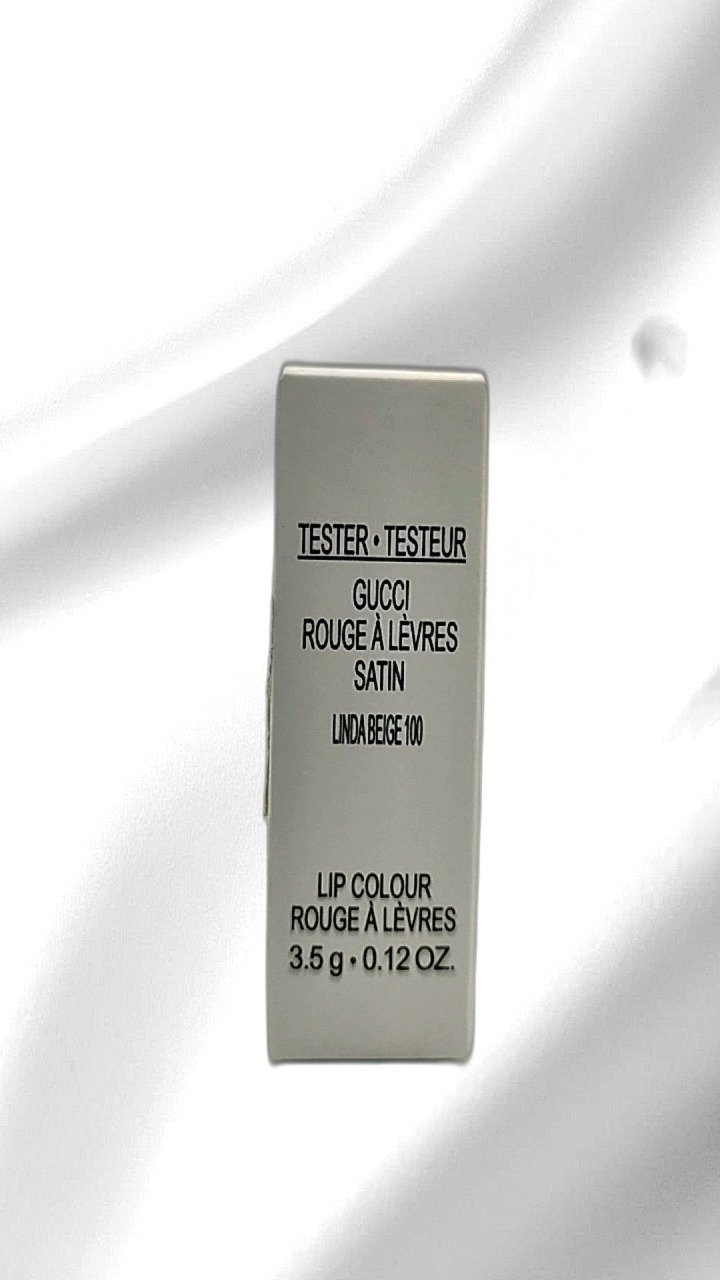 TESTER • TESTEUR
GUCCI
ROUGE À LÈVRES
SATIN
LINDA BEIGE 100
LIP COLOUR
ROUGE À LÈVRES
3.5 g • 0.12 OZ.